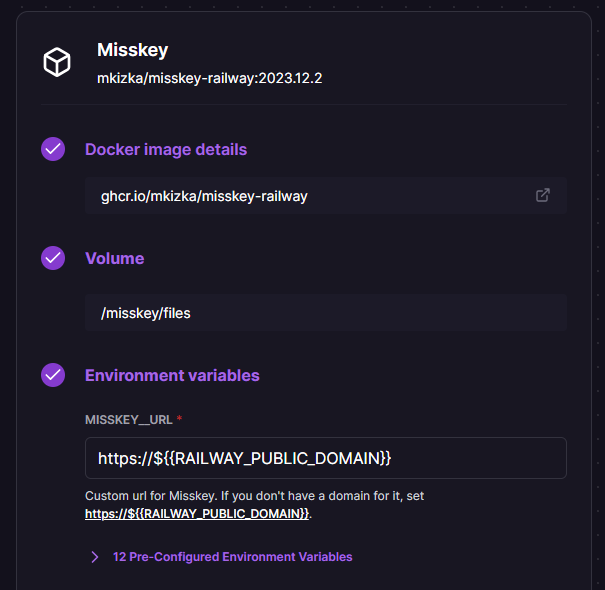 Misskey
mkizka/misskey-railway:2023.12.2
Docker image details
ghcr.io/mkizka/misskey-railway
Volume
/misskey/files
Environment variables
MISSKEY__URL *
https://${{RAILWAY_PUBLIC_DOMAIN}}
Custom url for Misskey. If you don't have a domain for it, set
https://${{RAILWAY_PUBLIC_DOMAIN}}.
12 Pre-Configured Environment Variables